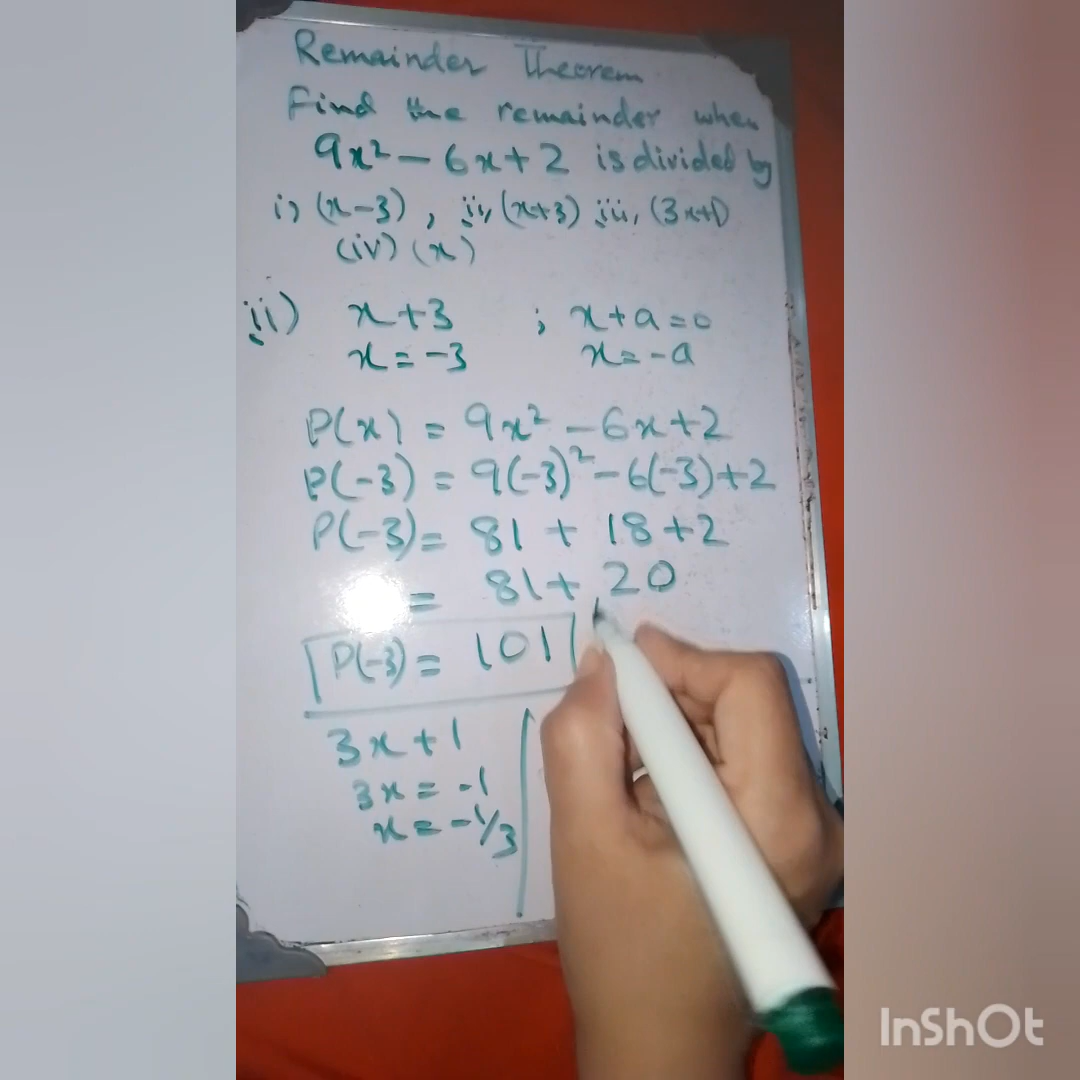 Remainder Theorem
Find the remainder when
9x² - 6x + 2 is divided by
i, (x-3) , ii, (x+3) iii, (3x+1)
(iv) (x)
ii) x+3 ; x+a=0
x=-3 x=-a
P(x) = 9x² - 6x + 2
P(-3) = 9(-3)² - 6(-3) + 2
P(-3) = 81 + 18 + 2
= 81 + 20
P(-3) = 101
3x+1
3x = -1
x = -1/3
InShOt